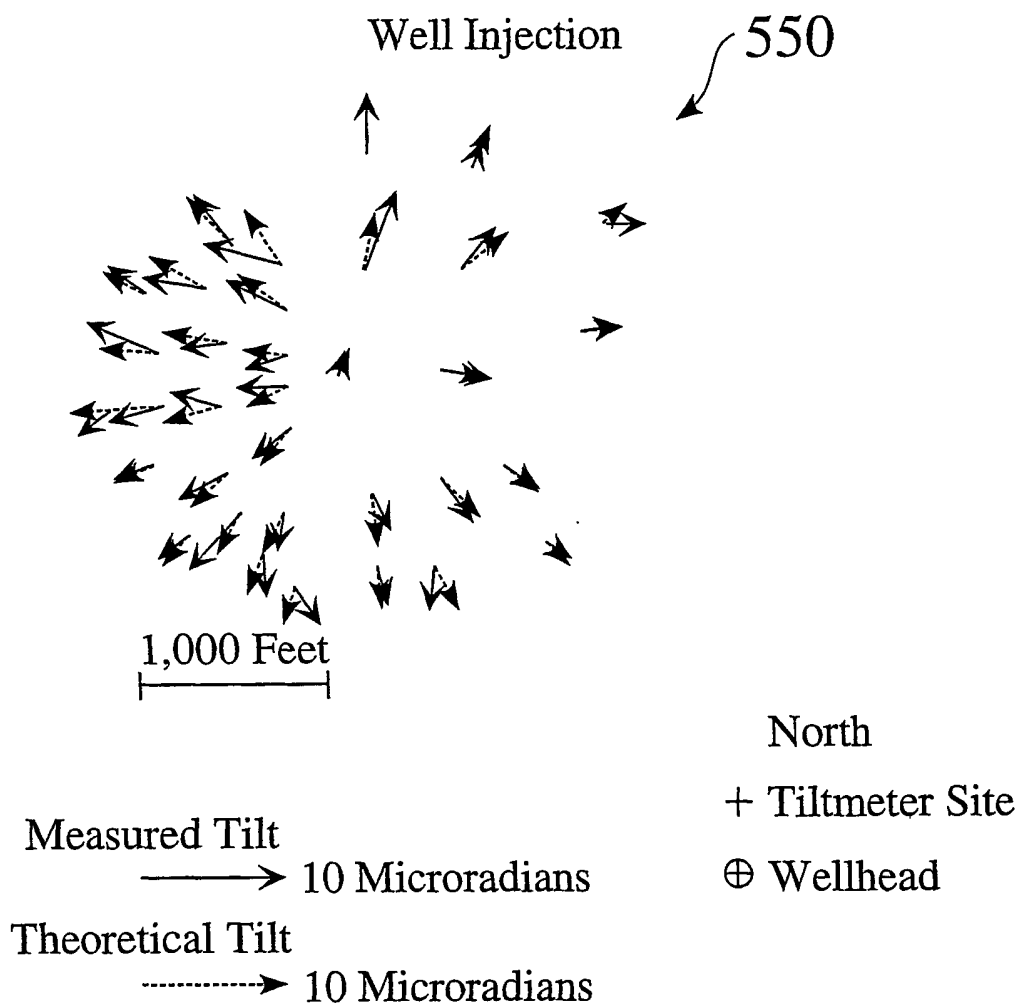 Well Injection
550
1,000 Feet
North
+ Tiltmeter Site
Measured Tilt
10 Microradians
⊕ Wellhead
Theoretical Tilt
10 Microradians